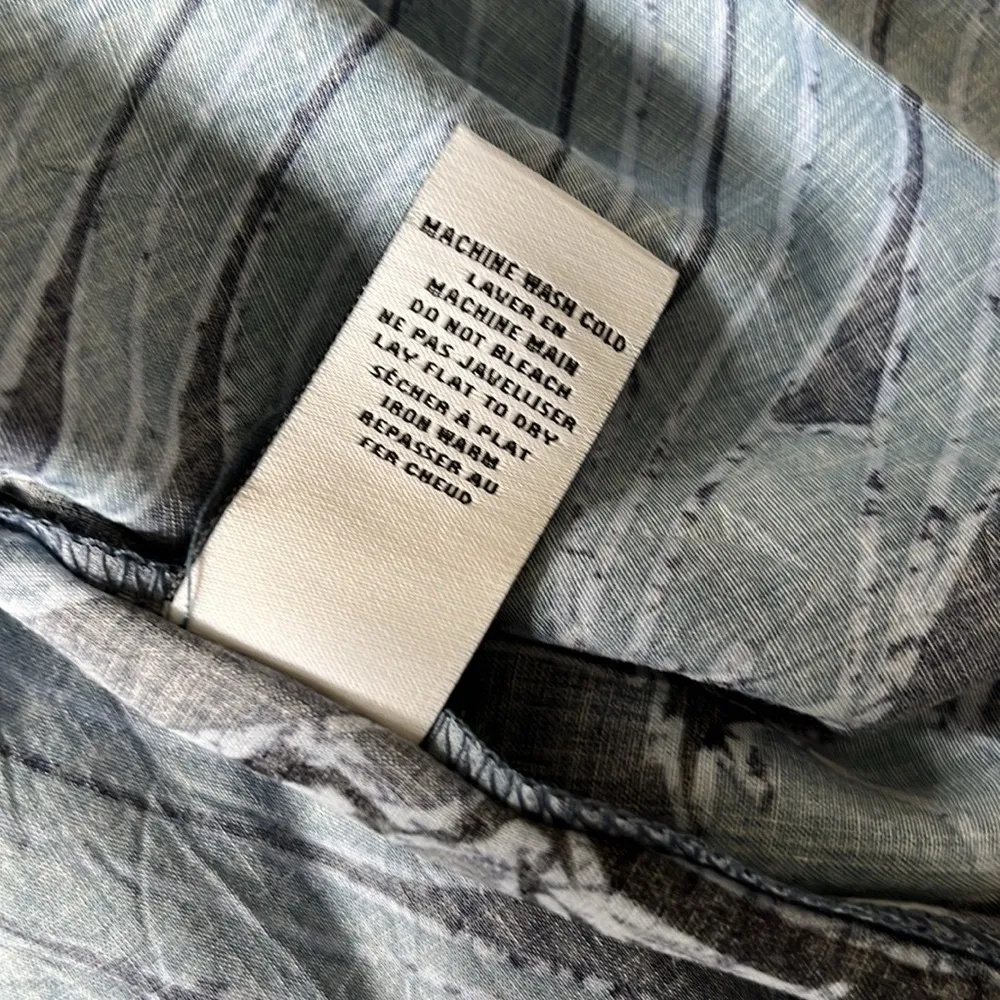 MACHINE WASH COLD
LAVER EN
MACHINE MAIN
DO NOT BLEACH
NE PAS JAVELLISER
LAY FLAT TO DRY
SÉCHER À PLAT
IRON WARM
REPASSER AU
FER CHEUD